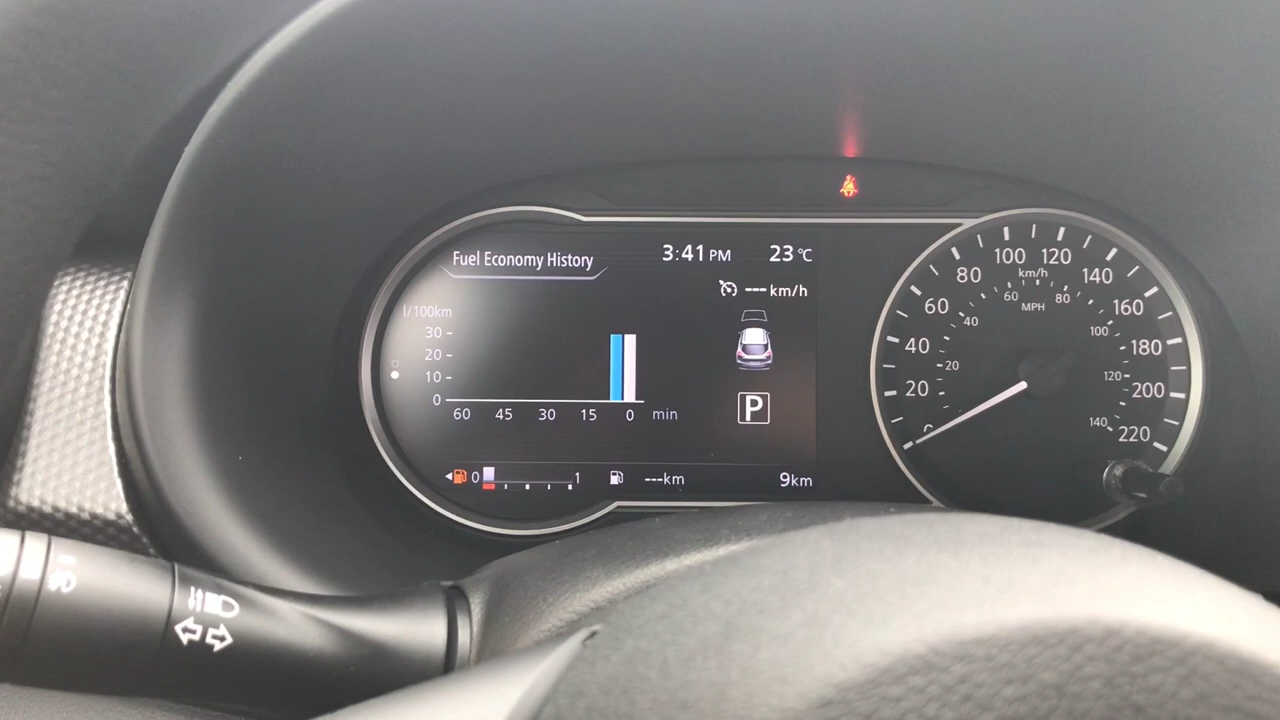 Fuel Economy History
3:41 PM 23 °C
--- km/h
l/100km
30
20
10
0
60 45 30 15 0 min
P
0 1
---km
9km
0 20 40 60 80 100 120 140 160 180 200 220
km/h
20 40 60 80 100 120 140
MPH